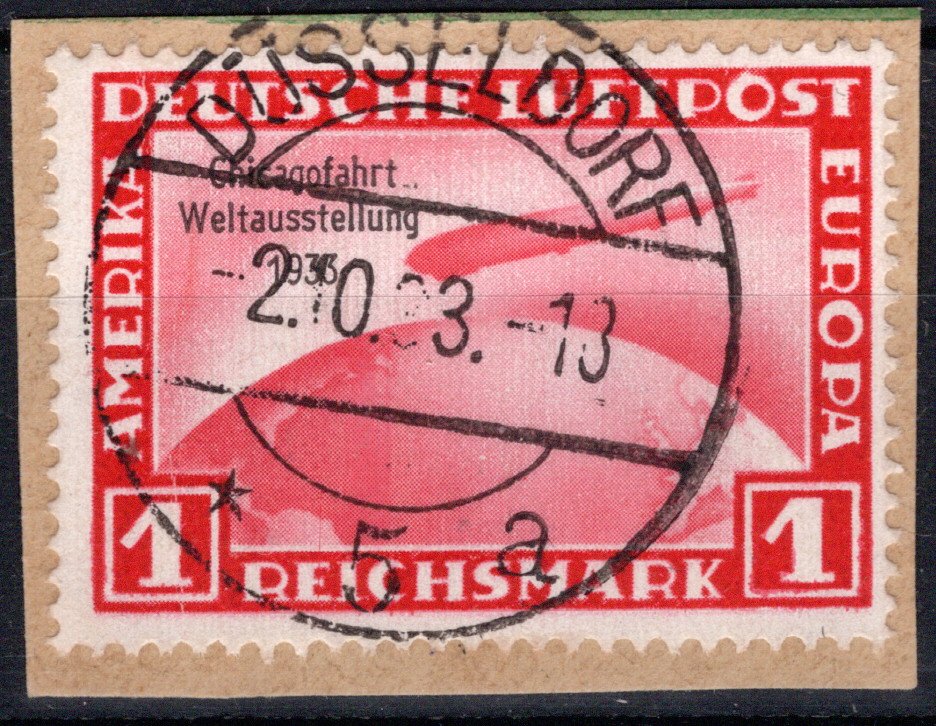 DÜSSELDORF
DEUTSCHE LUFTPOST
AMERIKA
EUROPA
Chicagofahrt
Weltausstellung
1933
-2.10.33.-13
1
REICHSMARK
1
* 5 a